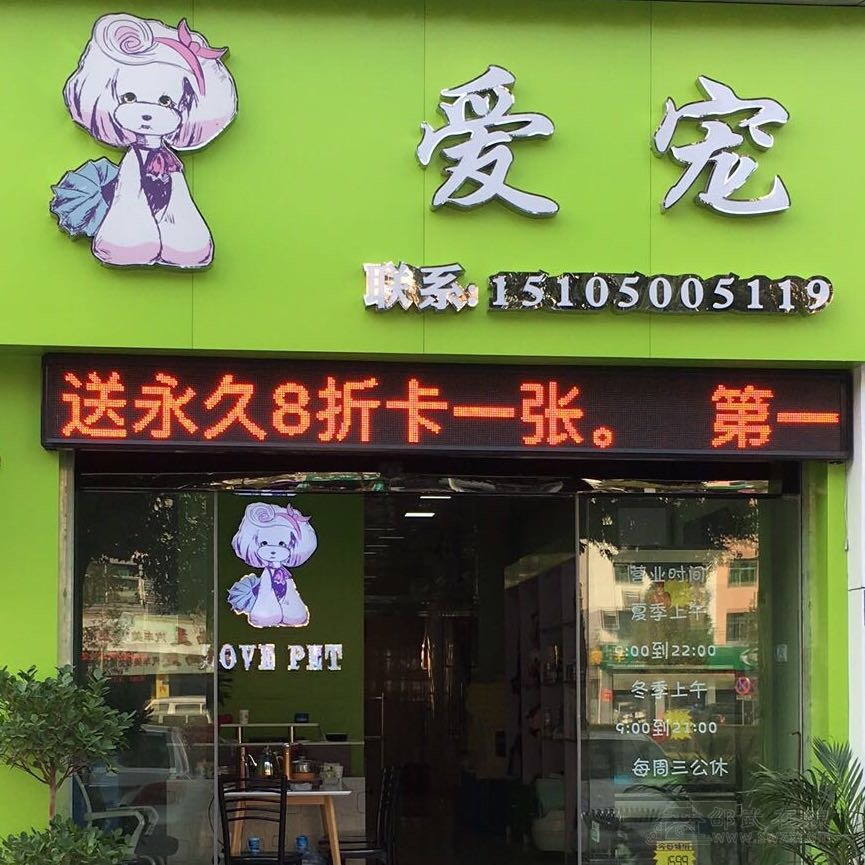 爱宠
联系:15105005119
送永久8折卡一张。 第一
LOVE PET
营业时间
夏季上午
9:00到22:00
冬季上午
9:00到21:00
每周三公休